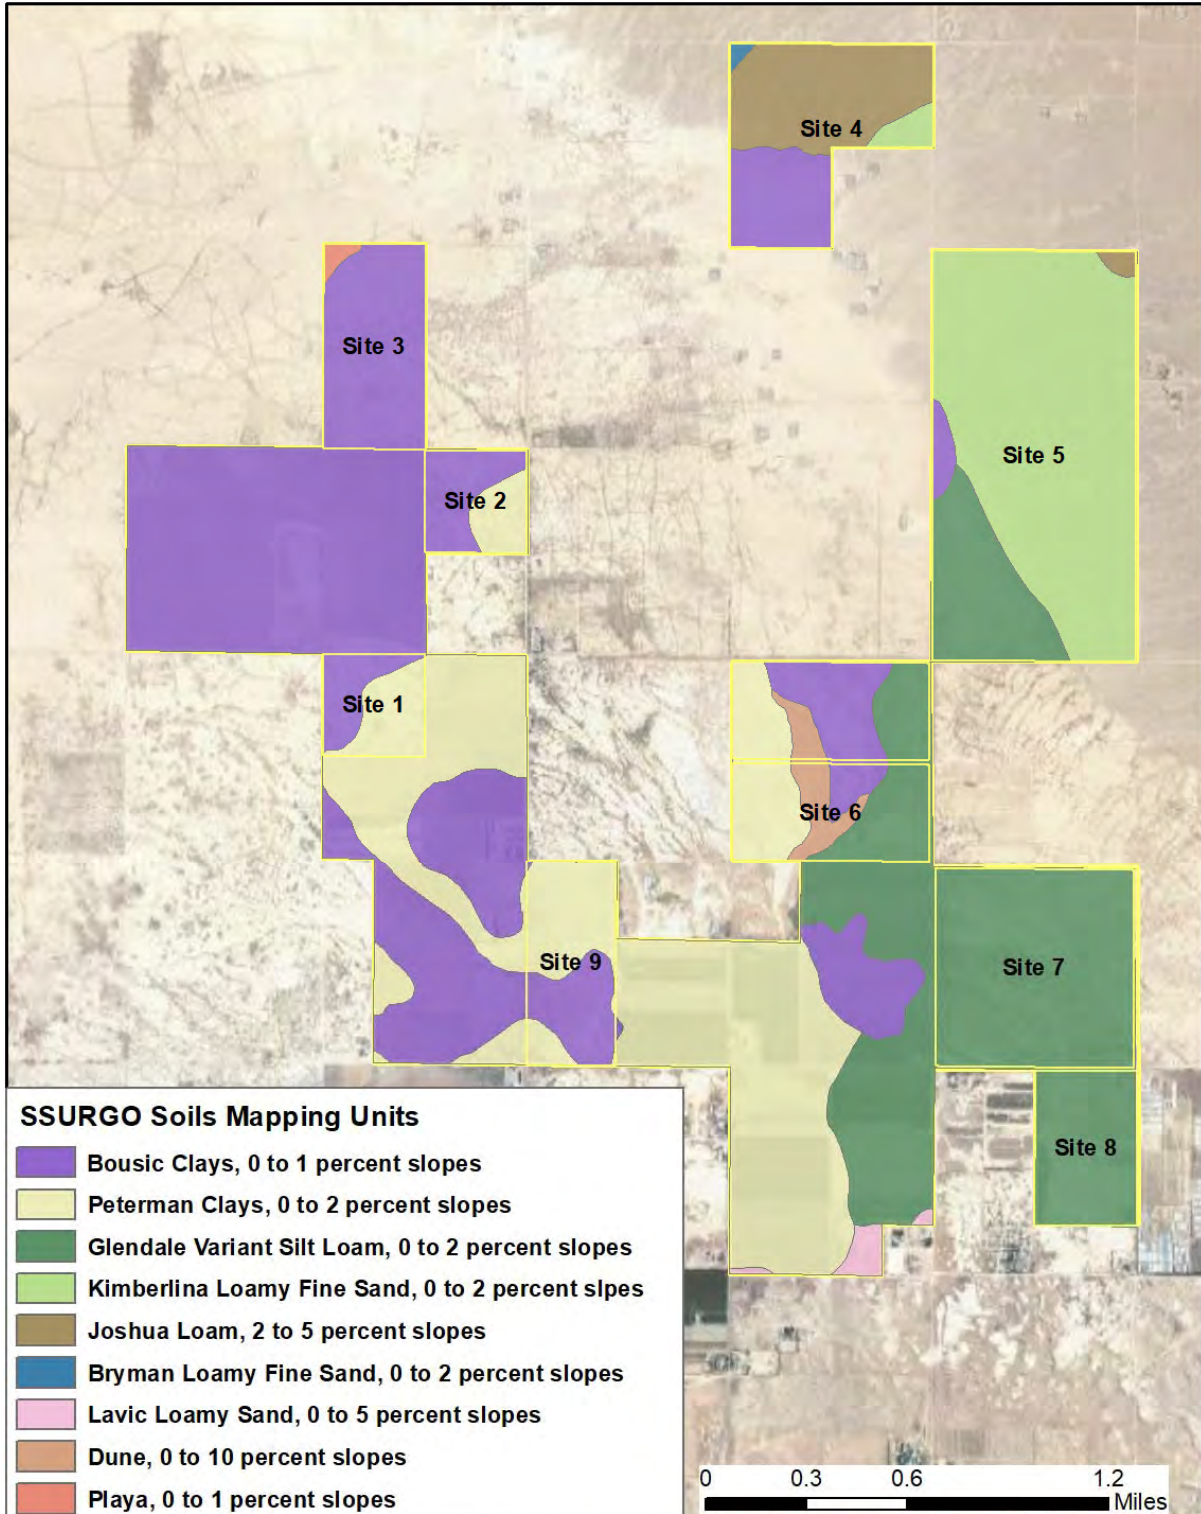 Site 4
Site 3
Site 5
Site 2
Site 1
Site 6
Site 9
Site 7
Site 8
SSURGO Soils Mapping Units
Bousic Clays, 0 to 1 percent slopes
Peterman Clays, 0 to 2 percent slopes
Glendale Variant Silt Loam, 0 to 2 percent slopes
Kimberlina Loamy Fine Sand, 0 to 2 percent slpes
Joshua Loam, 2 to 5 percent slopes
Bryman Loamy Fine Sand, 0 to 2 percent slopes
Lavic Loamy Sand, 0 to 5 percent slopes
Dune, 0 to 10 percent slopes
Playa, 0 to 1 percent slopes
0 0.3 0.6 1.2
Miles